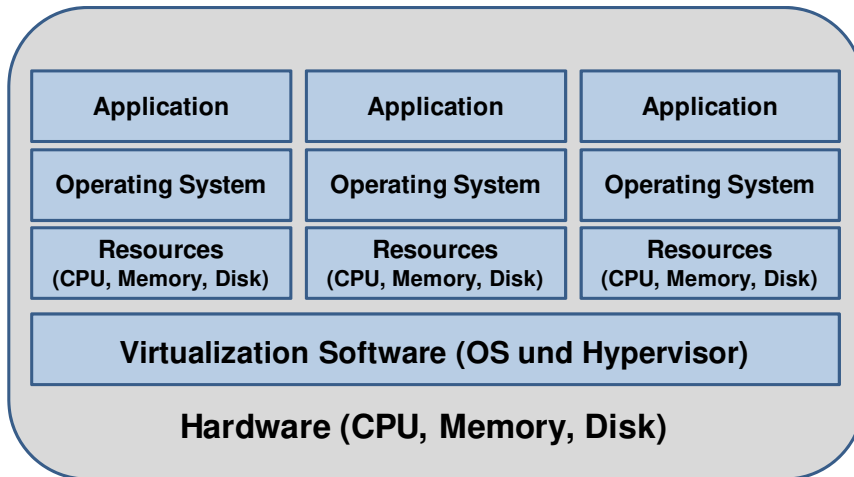 Application
Application
Application
Operating System
Operating System
Operating System
Resources
(CPU, Memory, Disk)
Resources
(CPU, Memory, Disk)
Resources
(CPU, Memory, Disk)
Virtualization Software (OS und Hypervisor)
Hardware (CPU, Memory, Disk)